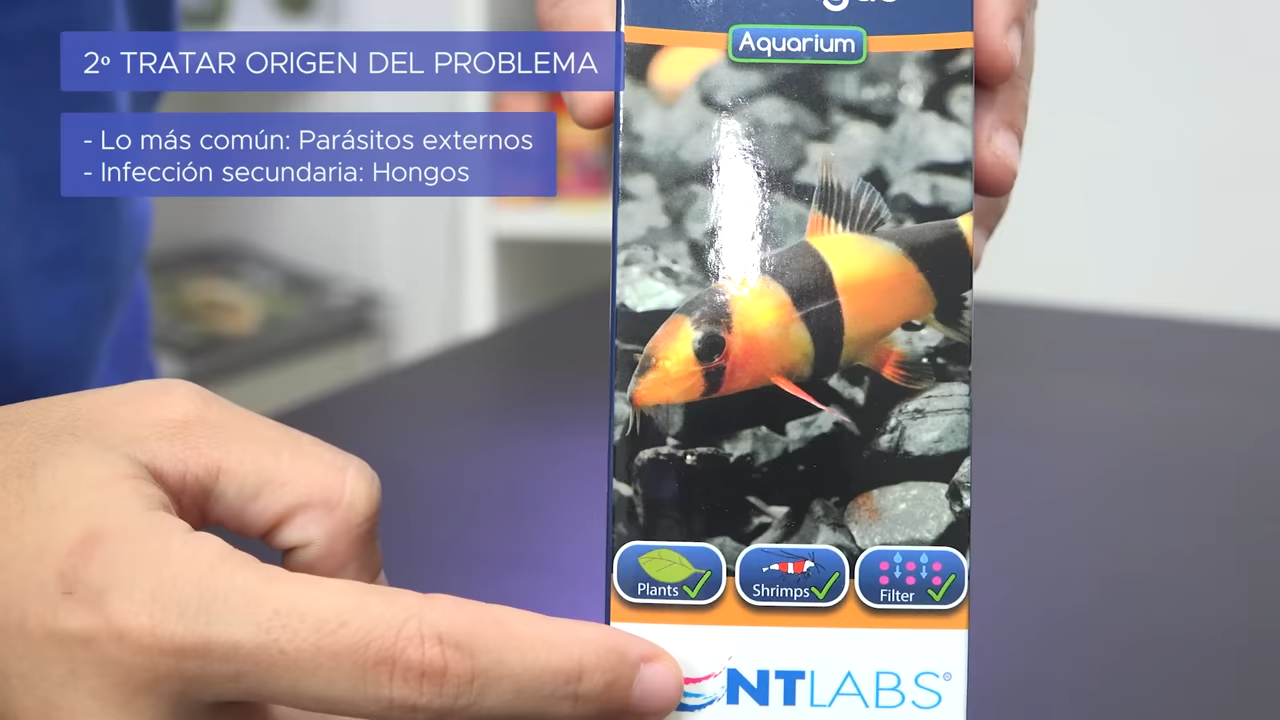 2º TRATAR ORIGEN DEL PROBLEMA
- Lo más común: Parásitos externos
- Infección secundaria: Hongos
Aquarium
Plants
Shrimps
Filter
NTLABS®